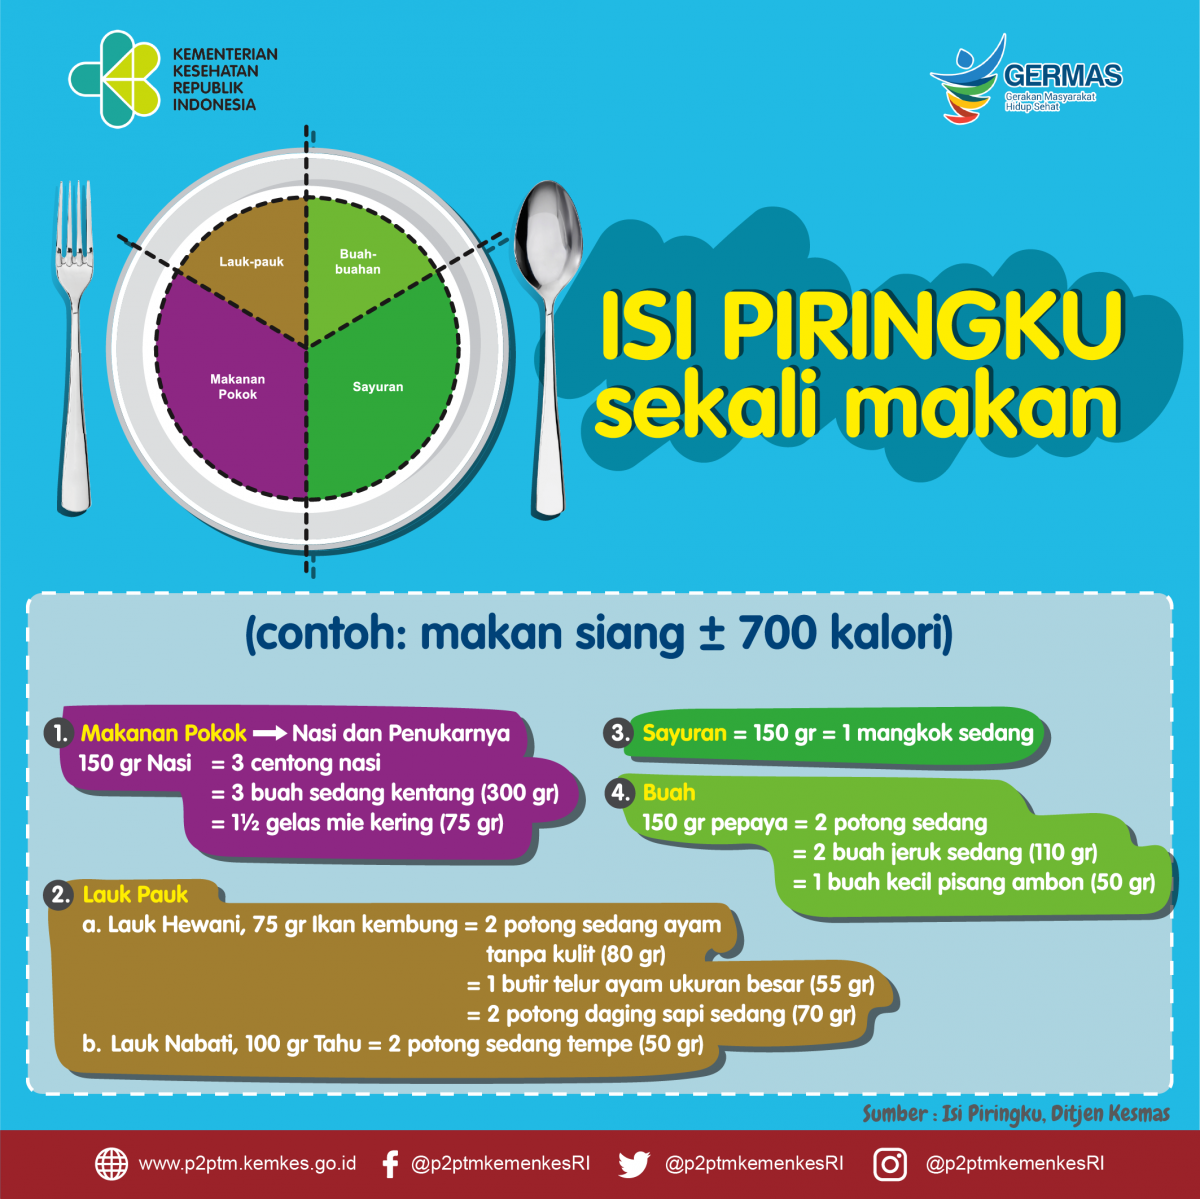 KEMENTERIAN
KESEHATAN
REPUBLIK
INDONESIA
GERMAS
Gerakan Masyarakat
Hidup Sehat
Lauk-pauk
Buah-
buahan
Makanan
Pokok
Sayuran
ISI PIRINGKU
sekali makan
(contoh: makan siang ± 700 kalori)
1. Makanan Pokok → Nasi dan Penukarnya
150 gr Nasi = 3 centong nasi
= 3 buah sedang kentang (300 gr)
= 1½ gelas mie kering (75 gr)
2. Lauk Pauk
a. Lauk Hewani, 75 gr Ikan kembung = 2 potong sedang ayam
tanpa kulit (80 gr)
= 1 butir telur ayam ukuran besar (55 gr)
= 2 potong daging sapi sedang (70 gr)
b. Lauk Nabati, 100 gr Tahu = 2 potong sedang tempe (50 gr)
3. Sayuran = 150 gr = 1 mangkok sedang
4. Buah
150 gr pepaya = 2 potong sedang
= 2 buah jeruk sedang (110 gr)
= 1 buah kecil pisang ambon (50 gr)
Sumber : Isi Piringku, Ditjen Kesmas
www.p2ptm.kemkes.go.id
@p2ptmkemenkesRI
@p2ptmkemenkesRI
@p2ptmkemenkesRI